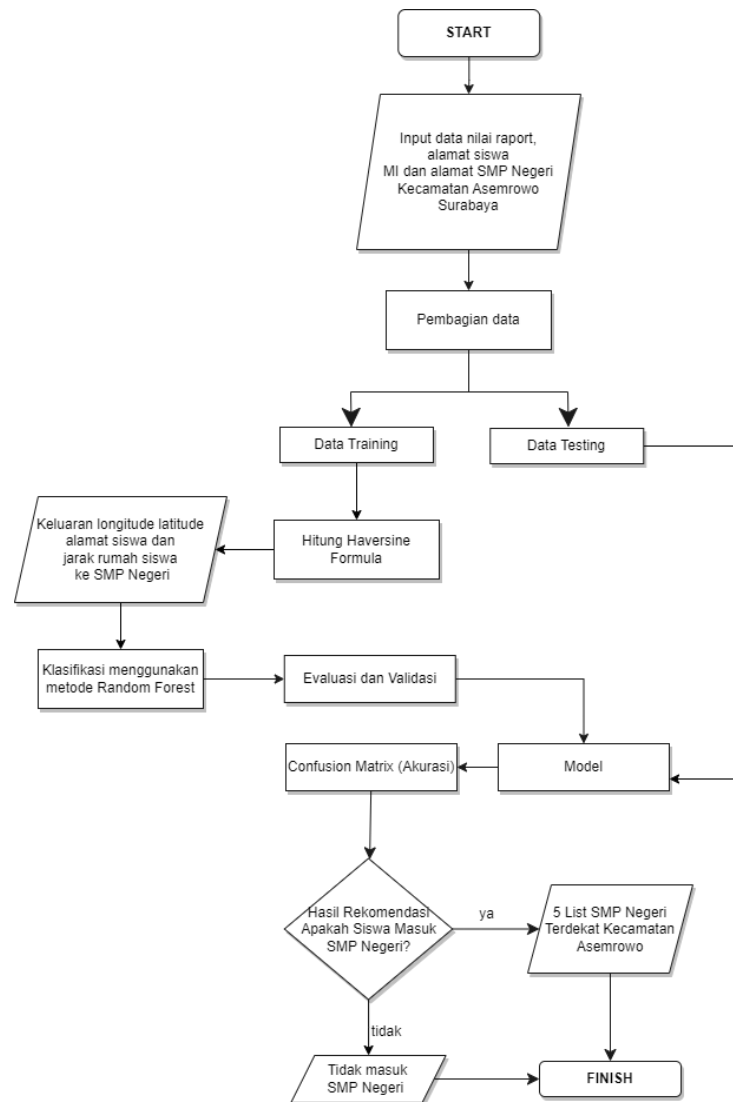 START
Input data nilai raport,
alamat siswa
MI dan alamat SMP Negeri
Kecamatan Asemrowo
Surabaya
Pembagian data
Data Training
Data Testing
Keluaran longitude latitude
alamat siswa dan
jarak rumah siswa
ke SMP Negeri
Hitung Haversine
Formula
Klasifikasi menggunakan
metode Random Forest
Evaluasi dan Validasi
Confusion Matrix (Akurasi)
Model
Hasil Rekomendasi
Apakah Siswa Masuk
SMP Negeri?
ya
5 List SMP Negeri
Terdekat Kecamatan
Asemrowo
tidak
Tidak masuk
SMP Negeri
FINISH